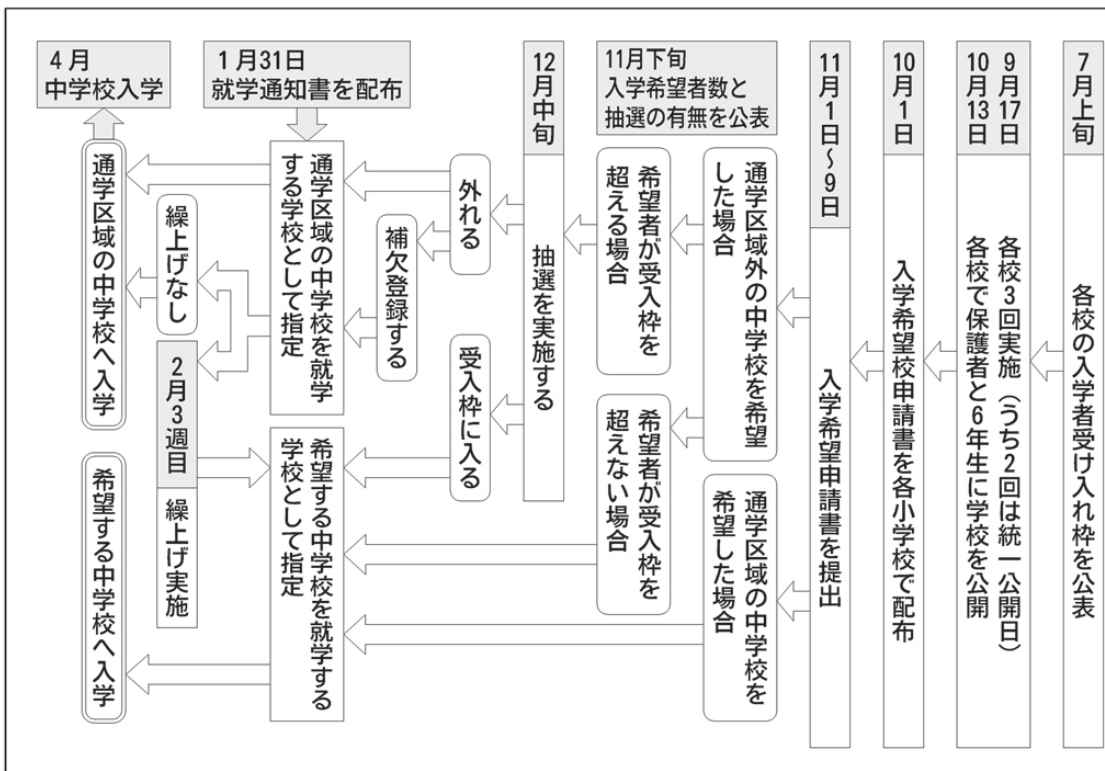 7月上旬
各校の入学者受け入れ枠を公表
9月17日
10月13日
各校3回実施（うち2回は統一公開日）
各校で保護者と6年生に学校を公開
10月1日
入学希望校申請書を各小学校で配布
11月1日～9日
入学希望申請書を提出
通学区域外の中学校を希望
した場合
通学区域の中学校を
希望した場合
11月下旬
入学希望者数と
抽選の有無を公表
希望者が受入枠を
超える場合
希望者が受入枠を
超えない場合
12月中旬
抽選を実施する
外れる
受入枠に入る
補欠登録する
1月31日
就学通知書を配布
通学区域の中学校を就学
する学校として指定
希望する中学校を就学する
学校として指定
繰上げなし
2月3週目
繰上げ実施
4月
中学校入学
通学区域の中学校へ入学
希望する中学校へ入学